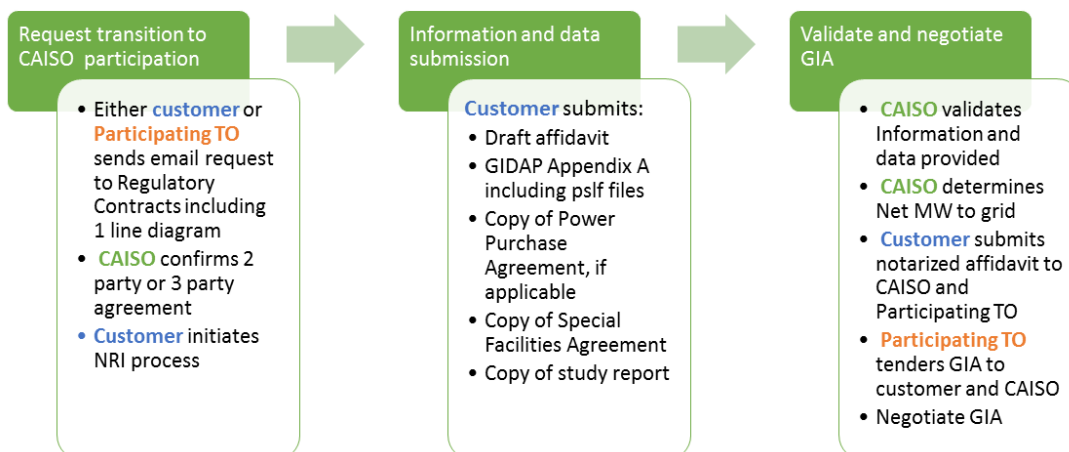 Request transition to
CAISO participation
• Either customer or
Participating TO
sends email request
to Regulatory
Contracts including
1 line diagram
• CAISO confirms 2
party or 3 party
agreement
• Customer initiates
NRI process
Information and data
submission
Customer submits:
• Draft affidavit
• GIDAP Appendix A
including pslf files
• Copy of Power
Purchase
Agreement, if
applicable
• Copy of Special
Facilities Agreement
• Copy of study report
Validate and negotiate
GIA
• CAISO validates
Information and
data provided
• CAISO determines
Net MW to grid
• Customer submits
notarized affidavit to
CAISO and
Participating TO
• Participating TO
tenders GIA to
customer and CAISO
• Negotiate GIA